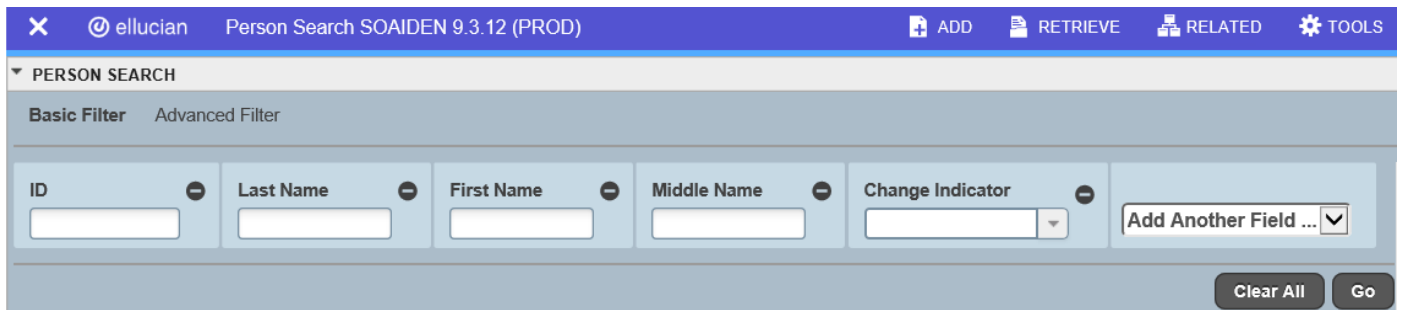 ellucian Person Search SOAIDEN 9.3.12 (PROD) ADD RETRIEVE RELATED TOOLS
PERSON SEARCH
Basic Filter Advanced Filter
ID Last Name First Name Middle Name Change Indicator
Add Another Field ...
Clear All Go